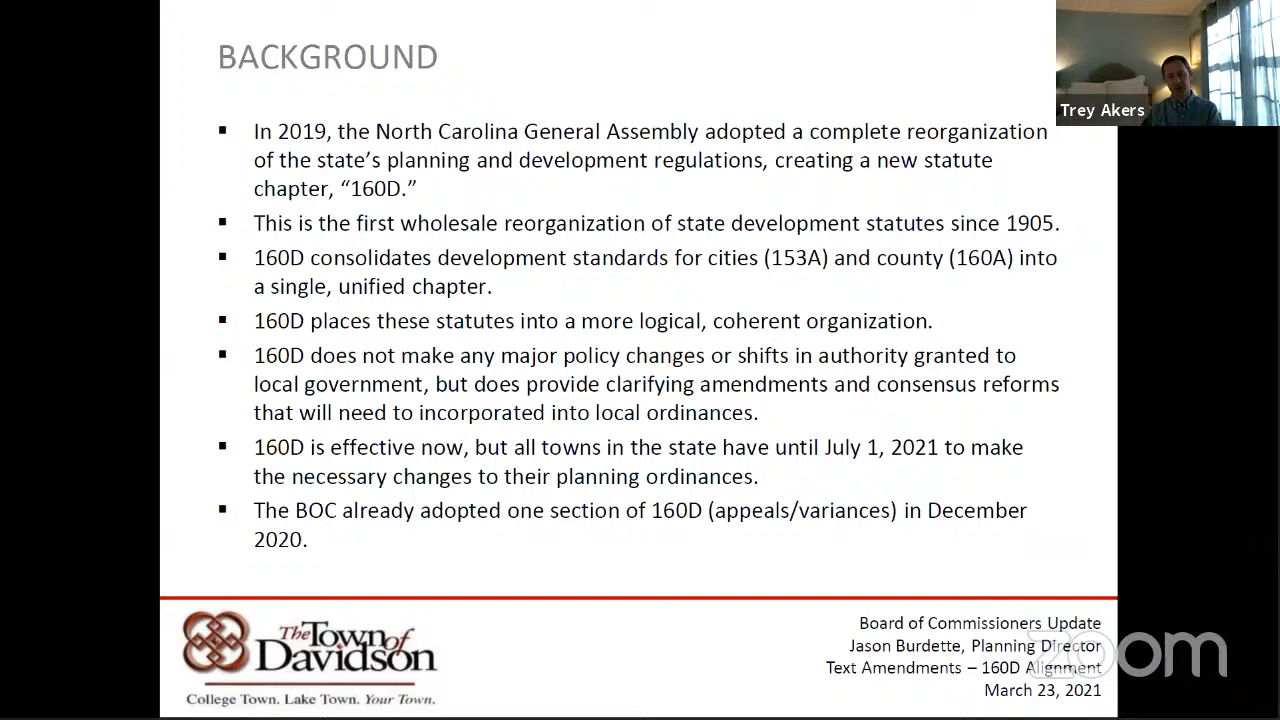 BACKGROUND
Trey Akers
▪ In 2019, the North Carolina General Assembly adopted a complete reorganization
of the state's planning and development regulations, creating a new statute
chapter, “160D.”
▪ This is the first wholesale reorganization of state development statutes since 1905.
▪ 160D consolidates development standards for cities (153A) and county (160A) into
a single, unified chapter.
▪ 160D places these statutes into a more logical, coherent organization.
▪ 160D does not make any major policy changes or shifts in authority granted to
local government, but does provide clarifying amendments and consensus reforms
that will need to incorporated into local ordinances.
▪ 160D is effective now, but all towns in the state have until July 1, 2021 to make
the necessary changes to their planning ordinances.
▪ The BOC already adopted one section of 160D (appeals/variances) in December
2020.
The Town of
Davidson
College Town. Lake Town. Your Town.
Board of Commissioners Update
Jason Burdette, Planning Director
Text Amendments – 160D Alignment
March 23, 2021
zoom